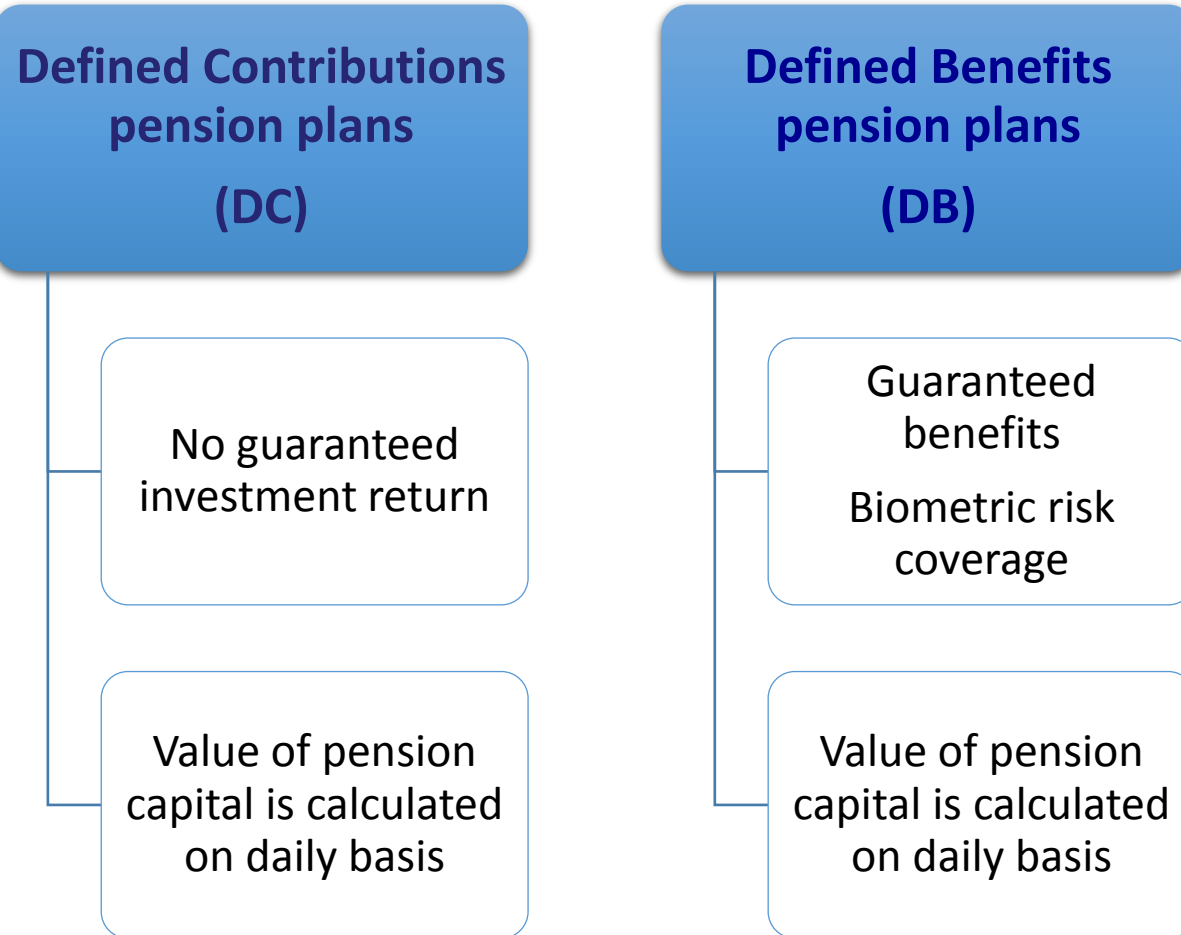 Defined Contributions
pension plans
(DC)
No guaranteed
investment return
Value of pension
capital is calculated
on daily basis
Defined Benefits
pension plans
(DB)
Guaranteed
benefits
Biometric risk
coverage
Value of pension
capital is calculated
on daily basis